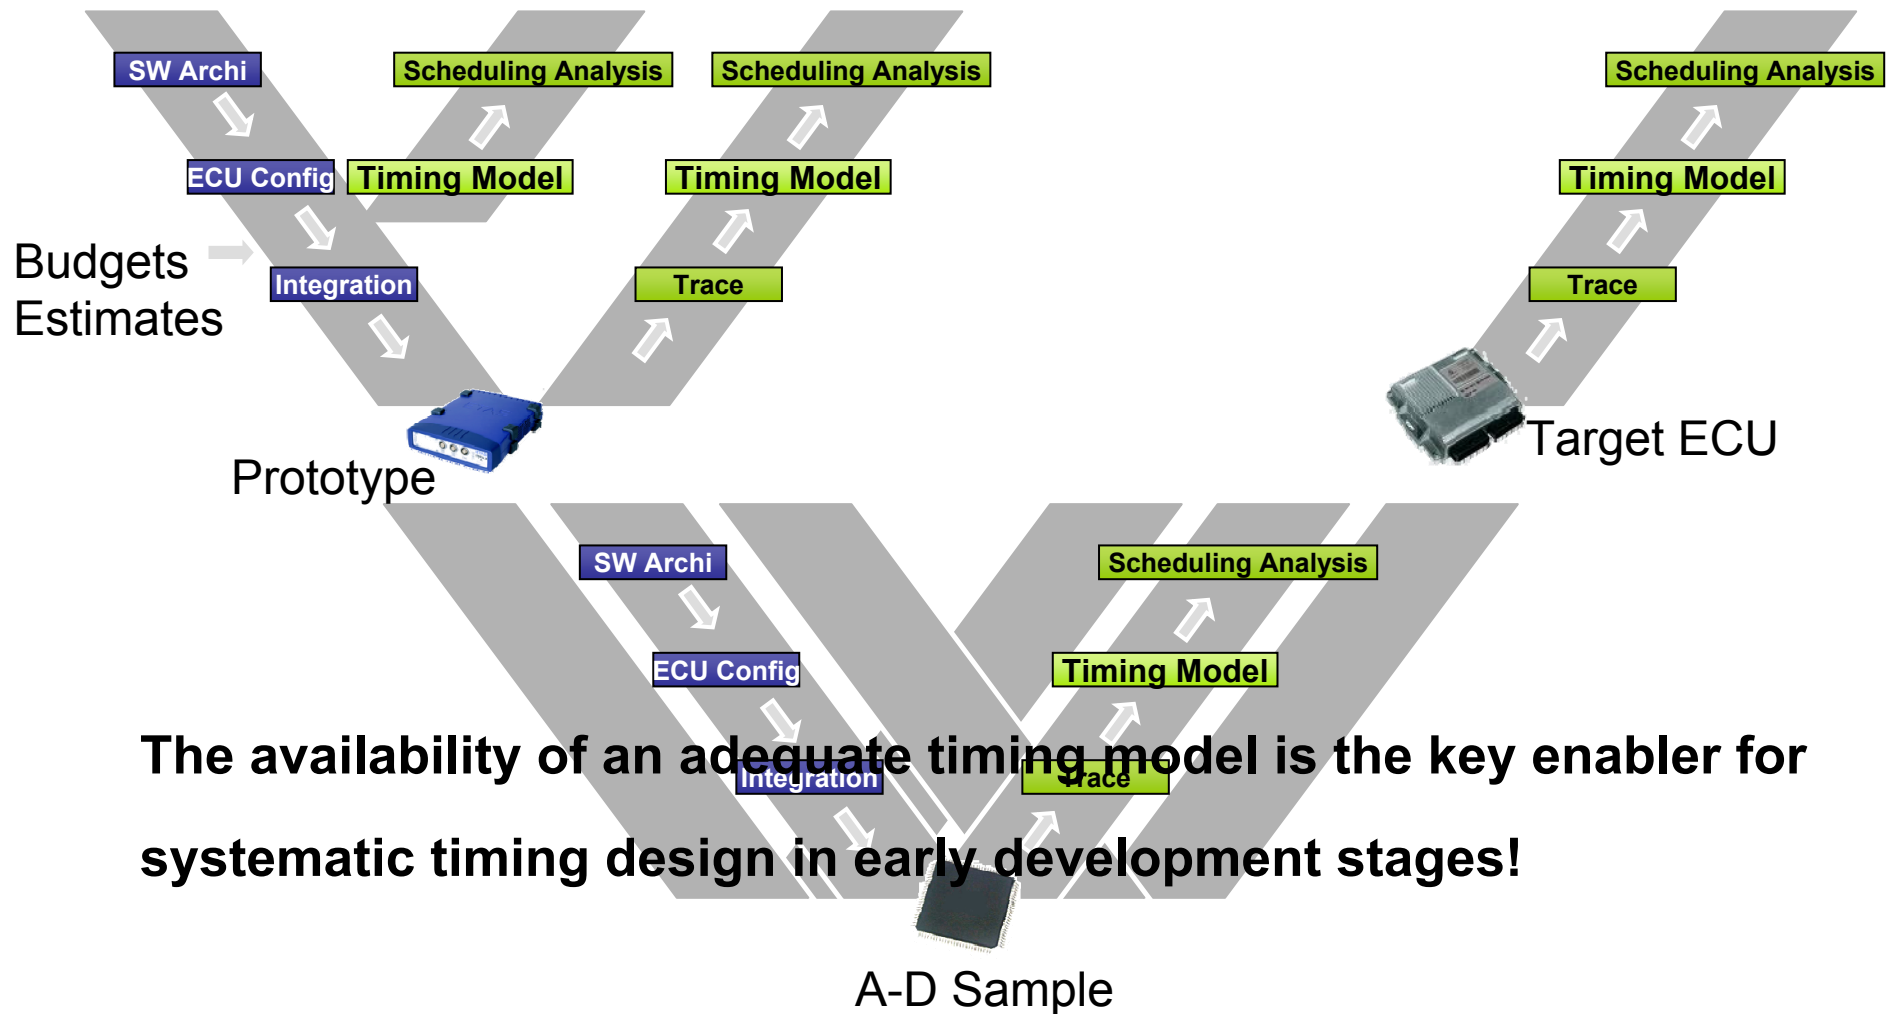 SW Archi
Scheduling Analysis
Scheduling Analysis
Scheduling Analysis
ECU Config
Timing Model
Timing Model
Timing Model
Budgets
Estimates
Integration
Trace
Trace
Prototype
Target ECU
SW Archi
Scheduling Analysis
ECU Config
Timing Model
The availability of an adequate timing model is the key enabler for
Integration
Trace
systematic timing design in early development stages!
A-D Sample